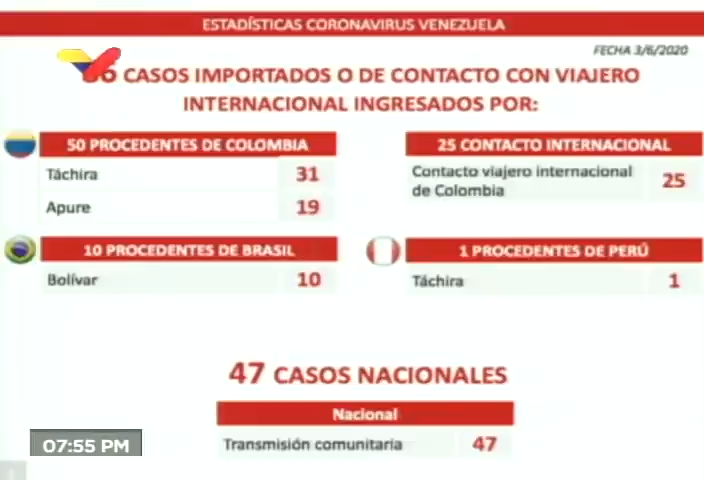 ESTADÍSTICAS CORONAVIRUS VENEZUELA
FECHA 3/6/2020
CASOS IMPORTADOS O DE CONTACTO CON VIAJERO
INTERNACIONAL INGRESADOS POR:
50 PROCEDENTES DE COLOMBIA
Táchira 31
Apure 19
25 CONTACTO INTERNACIONAL
Contacto viajero internacional
de Colombia 25
10 PROCEDENTES DE BRASIL
Bolívar 10
1 PROCEDENTES DE PERÚ
Táchira 1
47 CASOS NACIONALES
Nacional
Transmisión comunitaria 47
07:55 PM